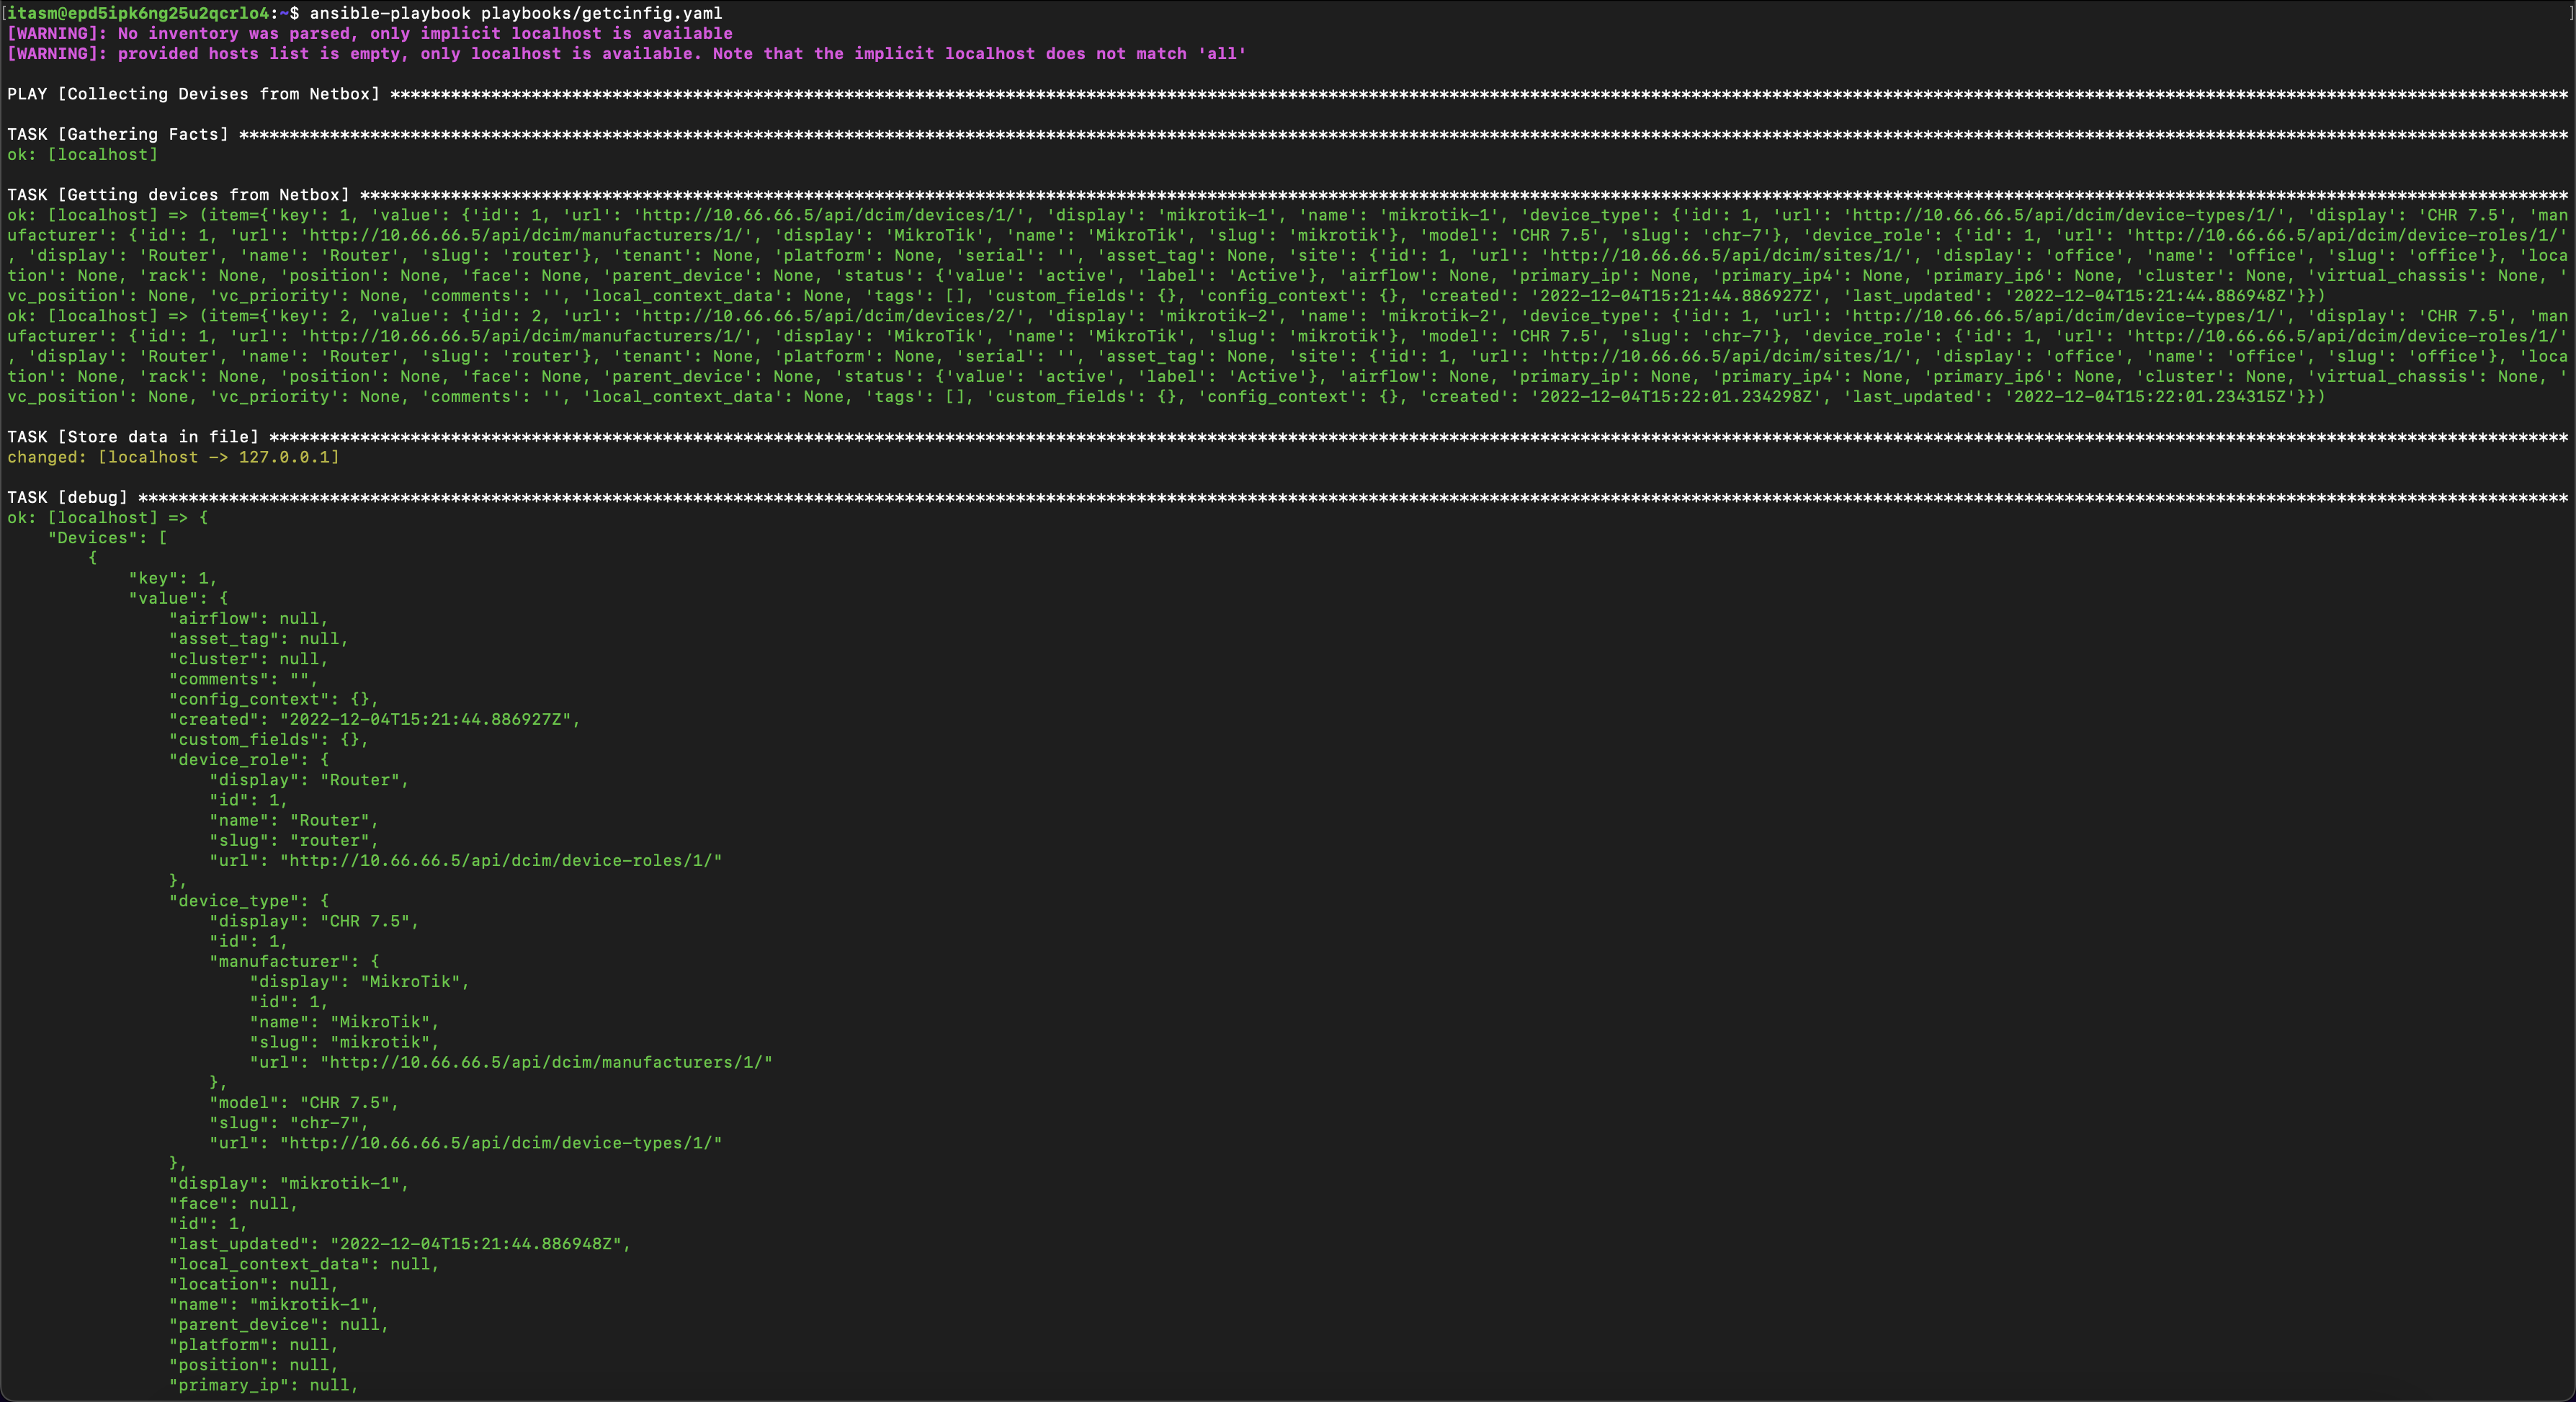 [itasm@epd5ipk6ng25u2qcrlo4:~$ ansible-playbook playbooks/getcinfig.yaml ]
[WARNING]: No inventory was parsed, only implicit localhost is available
[WARNING]: provided hosts list is empty, only localhost is available. Note that the implicit localhost does not match 'all'
PLAY [Collecting Devises from Netbox] ************************************************************
TASK [Gathering Facts] ************************************************************
ok: [localhost]
TASK [Getting devices from Netbox] ************************************************************
ok: [localhost] => (item={'key': 1, 'value': {'id': 1, 'url': 'http://10.66.66.5/api/dcim/devices/1/', 'display': 'mikrotik-1', 'name': 'mikrotik-1', 'device_type': {'id': 1, 'url': 'http://10.66.66.5/api/dcim/device-types/1/', 'display': 'CHR 7.5', 'man
ufacturer': {'id': 1, 'url': 'http://10.66.66.5/api/dcim/manufacturers/1/', 'display': 'MikroTik', 'name': 'MikroTik', 'slug': 'mikrotik'}, 'model': 'CHR 7.5', 'slug': 'chr-7'}, 'device_role': {'id': 1, 'url': 'http://10.66.66.5/api/dcim/device-roles/1/'
, 'display': 'Router', 'name': 'Router', 'slug': 'router'}, 'tenant': None, 'platform': None, 'serial': '', 'asset_tag': None, 'site': {'id': 1, 'url': 'http://10.66.66.5/api/dcim/sites/1/', 'display': 'office', 'name': 'office', 'slug': 'office'}, 'loca
tion': None, 'rack': None, 'position': None, 'face': None, 'parent_device': None, 'status': {'value': 'active', 'label': 'Active'}, 'airflow': None, 'primary_ip': None, 'primary_ip4': None, 'primary_ip6': None, 'cluster': None, 'virtual_chassis': None, '
vc_position': None, 'vc_priority': None, 'comments': '', 'local_context_data': None, 'tags': [], 'custom_fields': {}, 'config_context': {}, 'created': '2022-12-04T15:21:44.886927Z', 'last_updated': '2022-12-04T15:21:44.886948Z'}})
ok: [localhost] => (item={'key': 2, 'value': {'id': 2, 'url': 'http://10.66.66.5/api/dcim/devices/2/', 'display': 'mikrotik-2', 'name': 'mikrotik-2', 'device_type': {'id': 1, 'url': 'http://10.66.66.5/api/dcim/device-types/1/', 'display': 'CHR 7.5', 'man
ufacturer': {'id': 1, 'url': 'http://10.66.66.5/api/dcim/manufacturers/1/', 'display': 'MikroTik', 'name': 'MikroTik', 'slug': 'mikrotik'}, 'model': 'CHR 7.5', 'slug': 'chr-7'}, 'device_role': {'id': 1, 'url': 'http://10.66.66.5/api/dcim/device-roles/1/'
, 'display': 'Router', 'name': 'Router', 'slug': 'router'}, 'tenant': None, 'platform': None, 'serial': '', 'asset_tag': None, 'site': {'id': 1, 'url': 'http://10.66.66.5/api/dcim/sites/1/', 'display': 'office', 'name': 'office', 'slug': 'office'}, 'loca
tion': None, 'rack': None, 'position': None, 'face': None, 'parent_device': None, 'status': {'value': 'active', 'label': 'Active'}, 'airflow': None, 'primary_ip': None, 'primary_ip4': None, 'primary_ip6': None, 'cluster': None, 'virtual_chassis': None, '
vc_position': None, 'vc_priority': None, 'comments': '', 'local_context_data': None, 'tags': [], 'custom_fields': {}, 'config_context': {}, 'created': '2022-12-04T15:22:01.234298Z', 'last_updated': '2022-12-04T15:22:01.234315Z'}})
TASK [Store data in file] ************************************************************
changed: [localhost -> 127.0.0.1]
TASK [debug] ************************************************************
ok: [localhost] => {
    "Devices": [
        {
            "key": 1,
            "value": {
                "airflow": null,
                "asset_tag": null,
                "cluster": null,
                "comments": "",
                "config_context": {},
                "created": "2022-12-04T15:21:44.886927Z",
                "custom_fields": {},
                "device_role": {
                    "display": "Router",
                    "id": 1,
                    "name": "Router",
                    "slug": "router",
                    "url": "http://10.66.66.5/api/dcim/device-roles/1/"
                },
                "device_type": {
                    "display": "CHR 7.5",
                    "id": 1,
                    "manufacturer": {
                        "display": "MikroTik",
                        "id": 1,
                        "name": "MikroTik",
                        "slug": "mikrotik",
                        "url": "http://10.66.66.5/api/dcim/manufacturers/1/"
                    },
                    "model": "CHR 7.5",
                    "slug": "chr-7",
                    "url": "http://10.66.66.5/api/dcim/device-types/1/"
                },
                "display": "mikrotik-1",
                "face": null,
                "id": 1,
                "last_updated": "2022-12-04T15:21:44.886948Z",
                "local_context_data": null,
                "location": null,
                "name": "mikrotik-1",
                "parent_device": null,
                "platform": null,
                "position": null,
                "primary_ip": null,